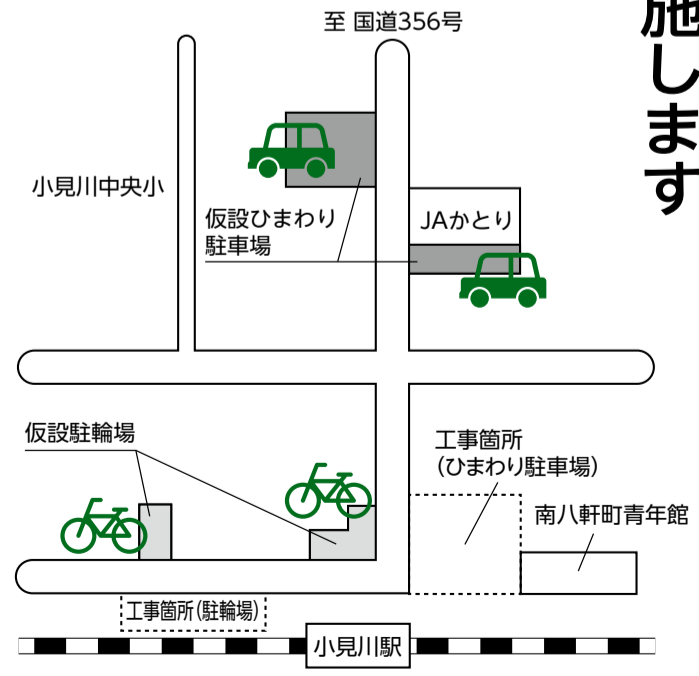 施します
至 国道356号
小見川中央小
仮設ひまわり
駐車場
JAかとり
仮設駐輪場
工事箇所
（ひまわり駐車場）
南八軒町青年館
工事箇所（駐輪場）
小見川駅